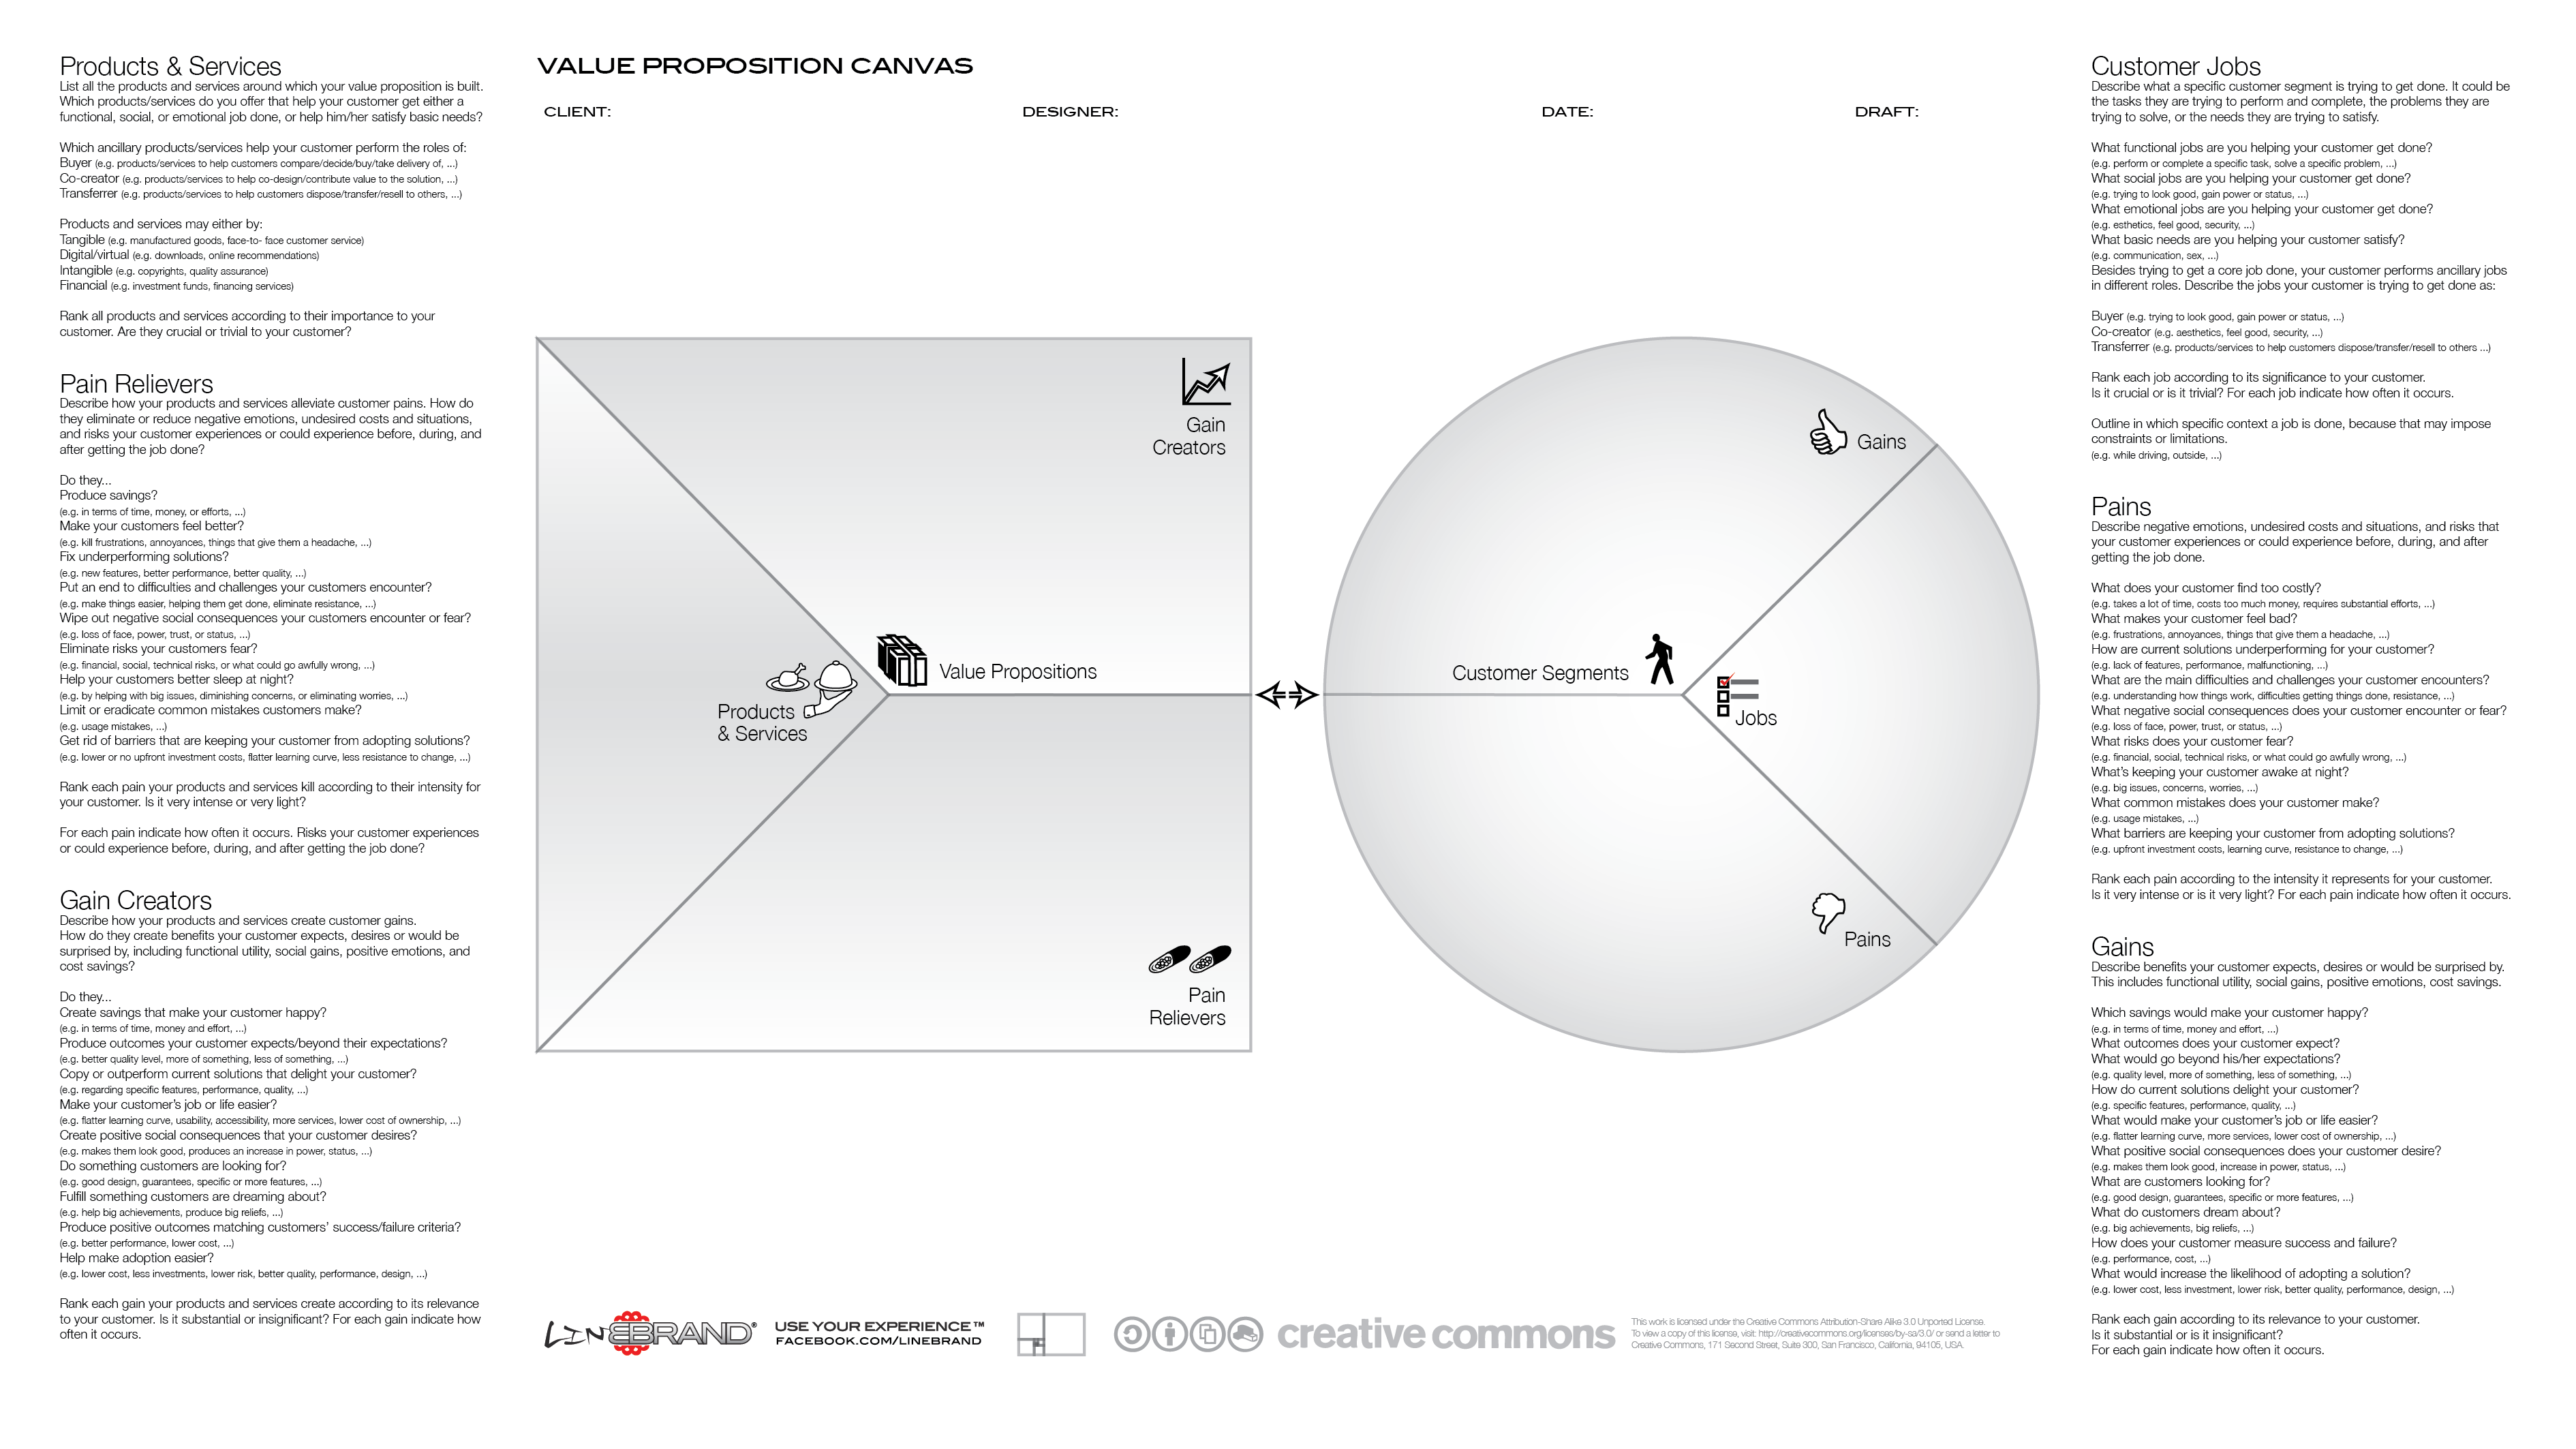 Products & Services
List all the products and services around which your value proposition is built.
Which products/services do you offer that help your customer get either a
functional, social, or emotional job done, or help him/her satisfy basic needs?
Which ancillary products/services help your customer perform the roles of:
Buyer (e.g. products/services to help customers compare/decide/buy/take delivery of, ...)
Co-creator (e.g. products/services to help co-design/contribute value to the solution, ...)
Transferrer (e.g. products/services to help customers dispose/transfer/resell to others, ...)
Products and services may either by:
Tangible (e.g. manufactured goods, face-to- face customer service)
Digital/virtual (e.g. downloads, online recommendations)
Intangible (e.g. copyrights, quality assurance)
Financial (e.g. investment funds, financing services)
Rank all products and services according to their importance to your
customer. Are they crucial or trivial to your customer?
Pain Relievers
Describe how your products and services alleviate customer pains. How do
they eliminate or reduce negative emotions, undesired costs and situations,
and risks your customer experiences or could experience before, during, and
after getting the job done?
Do they...
Produce savings?
(e.g. in terms of time, money, or efforts, ...)
Make your customers feel better?
(e.g. kill frustrations, annoyances, things that give them a headache, ...)
Fix underperforming solutions?
(e.g. new features, better performance, better quality, ...)
Put an end to difficulties and challenges your customers encounter?
(e.g. make things easier, helping them get done, eliminate resistance, ...)
Wipe out negative social consequences your customers encounter or fear?
(e.g. loss of face, power, trust, or status, ...)
Eliminate risks your customers fear?
(e.g. financial, social, technical risks, or what could go awfully wrong, ...)
Help your customers better sleep at night?
(e.g. by helping with big issues, diminishing concerns, or eliminating worries, ...)
Limit or eradicate common mistakes customers make?
(e.g. usage mistakes, ...)
Get rid of barriers that are keeping your customer from adopting solutions?
(e.g. lower or no upfront investment costs, flatter learning curve, less resistance to change, ...)
Rank each pain your products and services kill according to their intensity for
your customer. Is it very intense or very light?
For each pain indicate how often it occurs. Risks your customer experiences
or could experience before, during, and after getting the job done?
Gain Creators
Describe how your products and services create customer gains.
How do they create benefits your customer expects, desires or would be
surprised by, including functional utility, social gains, positive emotions, and
cost savings?
Do they...
Create savings that make your customer happy?
(e.g. in terms of time, money and effort, ...)
Produce outcomes your customer expects/beyond their expectations?
(e.g. better quality level, more of something, less of something, ...)
Copy or outperform current solutions that delight your customer?
(e.g. regarding specific features, performance, quality, ...)
Make your customer's job or life easier?
(e.g. flatter learning curve, usability, accessibility, more services, lower cost of ownership, ...)
Create positive social consequences that your customer desires?
(e.g. makes them look good, produces an increase in power, status, ...)
Do something customers are looking for?
(e.g. good design, guarantees, specific or more features, ...)
Fulfill something customers are dreaming about?
(e.g. help big achievements, produce big reliefs, ...)
Produce positive outcomes matching customers' success/failure criteria?
(e.g. better performance, lower cost, ...)
Help make adoption easier?
(e.g. lower cost, less investments, lower risk, better quality, performance, design, ...)
Rank each gain your products and services create according to its relevance
to your customer. Is it substantial or insignificant? For each gain indicate how
often it occurs.
VALUE PROPOSITION CANVAS
CLIENT: DESIGNER: DATE: DRAFT:
Gain
Creators
Value Propositions
Products
& Services
Pain
Relievers
Gains
Customer Segments
Jobs
Pains
LINEBRAND®
USE YOUR EXPERIENCE™
FACEBOOK.COM/LINEBRAND
creative commons
This work is licensed under the Creative Commons Attribution-Share Alike 3.0 Unported License.
To view a copy of this license, visit: http://creativecommons.org/licenses/by-sa/3.0/ or send a letter to
Creative Commons, 171 Second Street, Suite 300, San Francisco, California, 94105, USA.
Customer Jobs
Describe what a specific customer segment is trying to get done. It could be
the tasks they are trying to perform and complete, the problems they are
trying to solve, or the needs they are trying to satisfy.
What functional jobs are you helping your customer get done?
(e.g. perform or complete a specific task, solve a specific problem, ...)
What social jobs are you helping your customer get done?
(e.g. trying to look good, gain power or status, ...)
What emotional jobs are you helping your customer get done?
(e.g. esthetics, feel good, security, ...)
What basic needs are you helping your customer satisfy?
(e.g. communication, sex, ...)
Besides trying to get a core job done, your customer performs ancillary jobs
in different roles. Describe the jobs your customer is trying to get done as:
Buyer (e.g. trying to look good, gain power or status, ...)
Co-creator (e.g. aesthetics, feel good, security, ...)
Transferrer (e.g. products/services to help customers dispose/transfer/resell to others ...)
Rank each job according to its significance to your customer.
Is it crucial or is it trivial? For each job indicate how often it occurs.
Outline in which specific context a job is done, because that may impose
constraints or limitations.
(e.g. while driving, outside, ...)
Pains
Describe negative emotions, undesired costs and situations, and risks that
your customer experiences or could experience before, during, and after
getting the job done.
What does your customer find too costly?
(e.g. takes a lot of time, costs too much money, requires substantial efforts, ...)
What makes your customer feel bad?
(e.g. frustrations, annoyances, things that give them a headache, ...)
How are current solutions underperforming for your customer?
(e.g. lack of features, performance, malfunctioning, ...)
What are the main difficulties and challenges your customer encounters?
(e.g. understanding how things work, difficulties getting things done, resistance, ...)
What negative social consequences does your customer encounter or fear?
(e.g. loss of face, power, trust, or status, ...)
What risks does your customer fear?
(e.g. financial, social, technical risks, or what could go awfully wrong, ...)
What's keeping your customer awake at night?
(e.g. big issues, concerns, worries, ...)
What common mistakes does your customer make?
(e.g. usage mistakes, ...)
What barriers are keeping your customer from adopting solutions?
(e.g. upfront investment costs, learning curve, resistance to change, ...)
Rank each pain according to the intensity it represents for your customer.
Is it very intense or is it very light? For each pain indicate how often it occurs.
Gains
Describe benefits your customer expects, desires or would be surprised by.
This includes functional utility, social gains, positive emotions, cost savings.
Which savings would make your customer happy?
(e.g. in terms of time, money and effort, ...)
What outcomes does your customer expect?
What would go beyond his/her expectations?
(e.g. quality level, more of something, less of something, ...)
How do current solutions delight your customer?
(e.g. specific features, performance, quality, ...)
What would make your customer's job or life easier?
(e.g. flatter learning curve, more services, lower cost of ownership, ...)
What positive social consequences does your customer desire?
(e.g. makes them look good, increase in power, status, ...)
What are customers looking for?
(e.g. good design, guarantees, specific or more features, ...)
What do customers dream about?
(e.g. big achievements, big reliefs, ...)
How does your customer measure success and failure?
(e.g. performance, cost, ...)
What would increase the likelihood of adopting a solution?
(e.g. lower cost, less investment, lower risk, better quality, performance, design, ...)
Rank each gain according to its relevance to your customer.
Is it substantial or is it insignificant?
For each gain indicate how often it occurs.